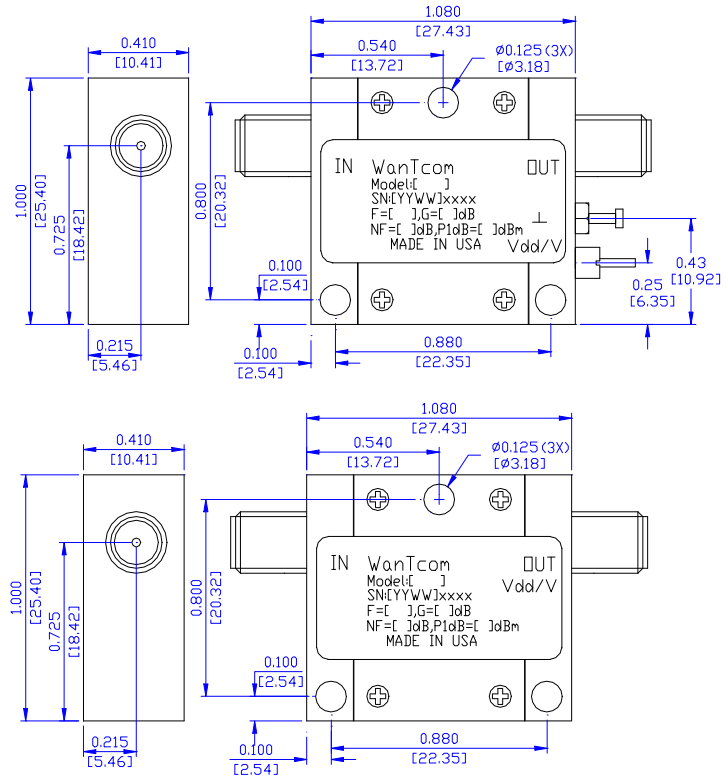 1.080
[27.43]
0.410
[10.41]
0.540
[13.72]
Ø0.125(3X)
[Ø3.18]
1.000
[25.40]
0.725
[18.42]
0.800
[20.32]
IN WanTcom OUT
Model:[ ]
SN:[YYWW]xxxx
F=[ ],G=[ ]dB
NF=[ ]dB,P1dB=[ ]dBm
MADE IN USA Vdd/V
0.100
[2.54]
0.43
[10.92]
0.25
[6.35]
0.215
[5.46]
0.100
[2.54]
0.880
[22.35]
1.080
[27.43]
0.410
[10.41]
0.540
[13.72]
Ø0.125(3X)
[Ø3.18]
1.000
[25.40]
0.725
[18.42]
0.800
[20.32]
IN WanTcom OUT
Model:[ ] Vdd/V
SN:[YYWW]xxxx
F=[ ],G=[ ]dB
NF=[ ]dB,P1dB=[ ]dBm
MADE IN USA
0.100
[2.54]
0.215
[5.46]
0.100
[2.54]
0.880
[22.35]